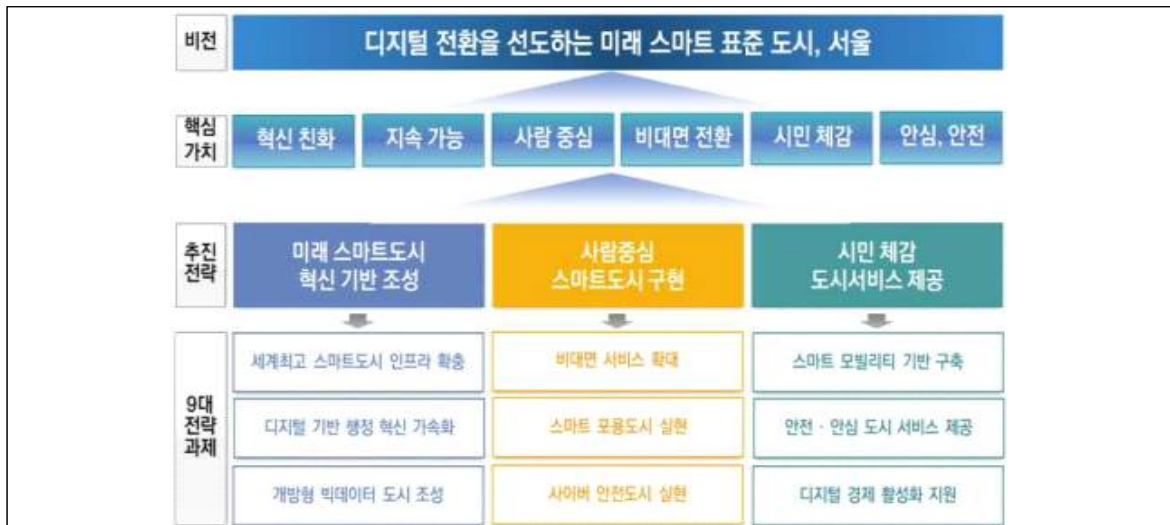 비전
디지털 전환을 선도하는 미래 스마트 표준 도시, 서울
핵심
가치
혁신 친화
지속 가능
사람 중심
비대면 전환
시민 체감
안심, 안전
추진
전략
미래 스마트도시
혁신 기반 조성
사람중심
스마트도시 구현
시민 체감
도시서비스 제공
9대
전략
과제
세계최고 스마트도시 인프라 확충
비대면 서비스 확대
스마트 모빌리티 기반 구축
디지털 기반 행정 혁신 가속화
스마트 포용도시 실현
안전 · 안심 도시 서비스 제공
개방형 빅데이터 도시 조성
사이버 안전도시 실현
디지털 경제 활성화 지원